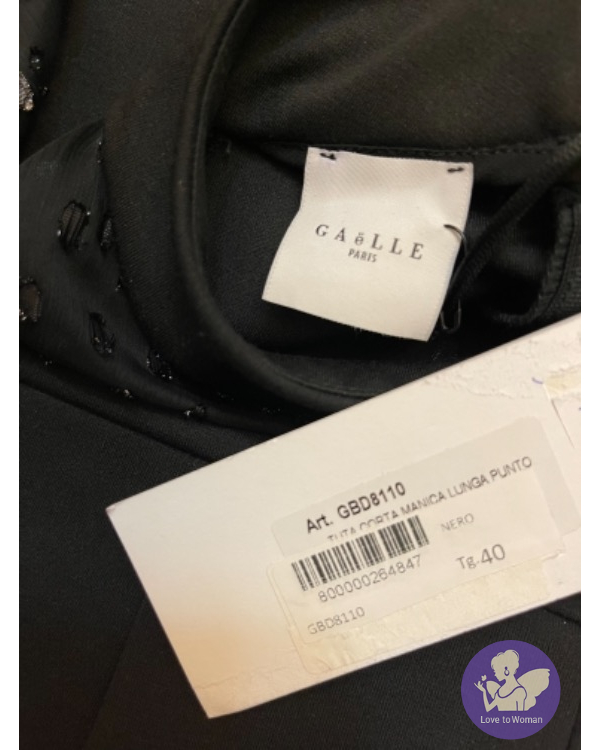 GAëLLE
PARIS
Art. GBD8110
TUTA CORTA MANICA LUNGA PUNTO
NERO
800000264847
Tg. 40
GBD8110
Love to Woman